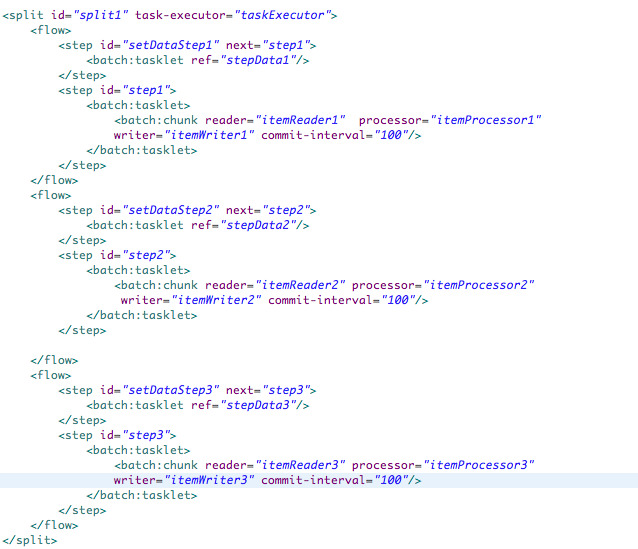 <split id="split1" task-executor="taskExecutor">
    <flow>
        <step id="setDataStep1" next="step1">
            <batch:tasklet ref="stepData1"/>
        </step>
        <step id="step1">
            <batch:tasklet>
                <batch:chunk reader="itemReader1"  processor="itemProcessor1"
                writer="itemWriter1" commit-interval="100"/>
            </batch:tasklet>
        </step>
    </flow>
    <flow>
        <step id="setDataStep2" next="step2">
            <batch:tasklet ref="stepData2"/>
        </step>
        <step id="step2">
            <batch:tasklet>
                <batch:chunk reader="itemReader2" processor="itemProcessor2"
                 writer="itemWriter2" commit-interval="100"/>
            </batch:tasklet>
        </step>

    </flow>
    <flow>
        <step id="setDataStep3" next="step3">
            <batch:tasklet ref="stepData3"/>
        </step>
        <step id="step3">
            <batch:tasklet>
                <batch:chunk reader="itemReader3" processor="itemProcessor3"
                writer="itemWriter3" commit-interval="100"/>
            </batch:tasklet>
        </step>
    </flow>
</split>